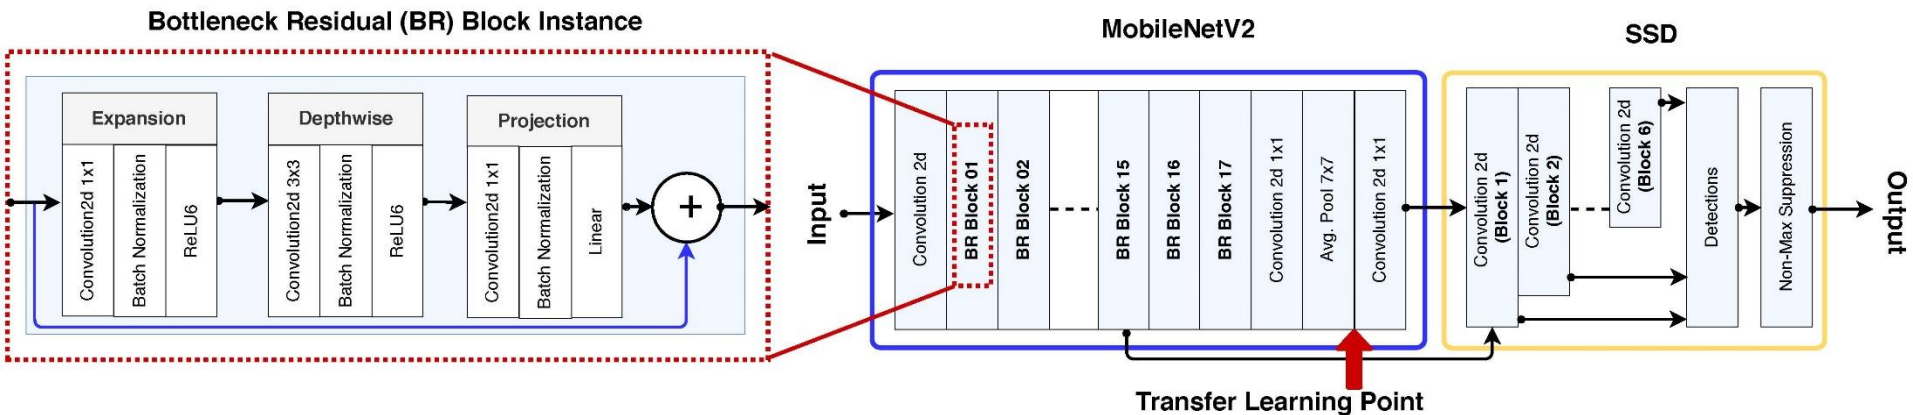 Bottleneck Residual (BR) Block Instance
MobileNetV2
SSD
Expansion
Convolution2d 1x1
Batch Normalization
ReLU6
Depthwise
Convolution2d 3x3
Batch Normalization
ReLU6
Projection
Convolution2d 1x1
Batch Normalization
Linear
+
Input
Convolution 2d
BR Block 01
BR Block 02
BR Block 15
BR Block 16
BR Block 17
Convolution 2d 1x1
Avg. Pool 7x7
Convolution 2d 1x1
Transfer Learning Point
Convolution 2d
(Block 1)
Convolution 2d
(Block 2)
Convolution 2d
(Block 6)
Detections
Non-Max Suppression
Output